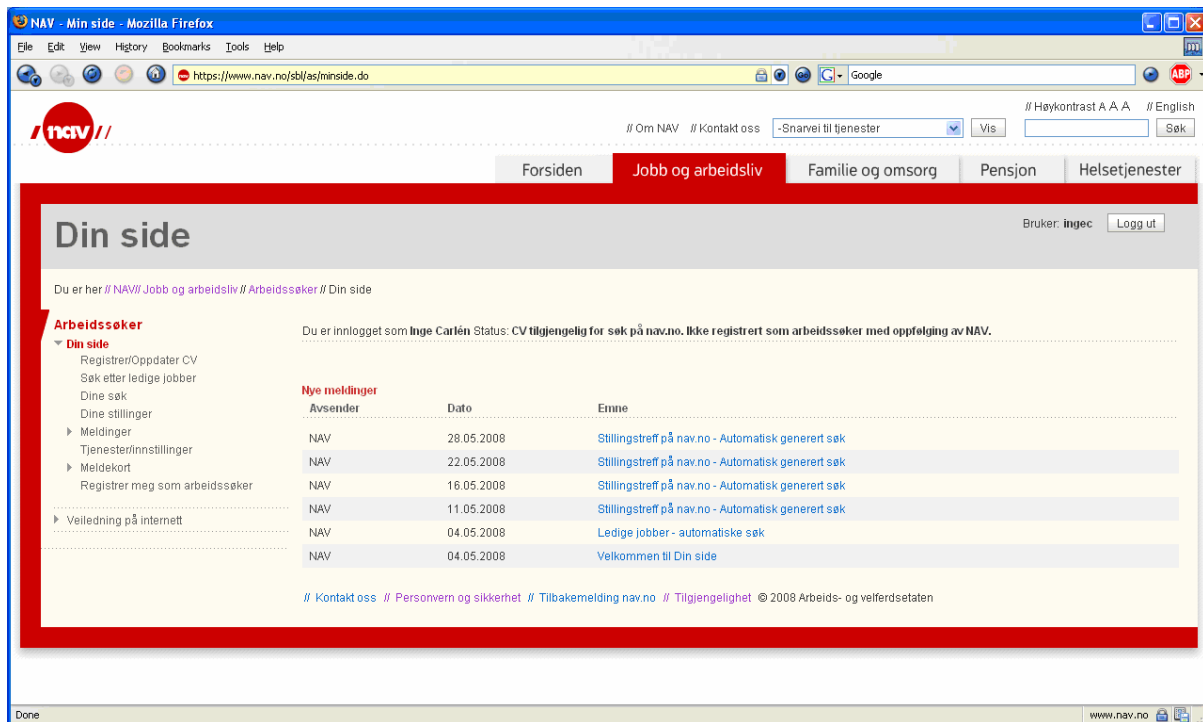 NAV - Min side - Mozilla Firefox
File Edit View History Bookmarks Tools Help
https://www.nav.no/sbl/as/minside.do
G Google
ABP
// Høykontrast A A A // English
nav
// Om NAV // Kontakt oss -Snarvei til tjenester Vis Søk
Forsiden Jobb og arbeidsliv Familie og omsorg Pensjon Helsetjenester
Din side
Bruker: ingec Logg ut
Du er her // NAV// Jobb og arbeidsliv // Arbeidssøker // Din side
Arbeidssøker
Din side
Registrer/Oppdater CV
Søk etter ledige jobber
Dine søk
Dine stillinger
Meldinger
Tjenester/innstillinger
Meldekort
Registrer meg som arbeidssøker
Veiledning på internett
Du er innlogget som Inge Carlén Status: CV tilgjengelig for søk på nav.no. Ikke registrert som arbeidssøker med oppfølging av NAV.
Nye meldinger
Avsender Dato Emne
NAV 28.05.2008 Stillingstreff på nav.no - Automatisk generert søk
NAV 22.05.2008 Stillingstreff på nav.no - Automatisk generert søk
NAV 16.05.2008 Stillingstreff på nav.no - Automatisk generert søk
NAV 11.05.2008 Stillingstreff på nav.no - Automatisk generert søk
NAV 04.05.2008 Ledige jobber - automatiske søk
NAV 04.05.2008 Velkommen til Din side
// Kontakt oss // Personvern og sikkerhet // Tilbakemelding nav.no // Tilgjengelighet © 2008 Arbeids- og velferdsetaten
Done www.nav.no